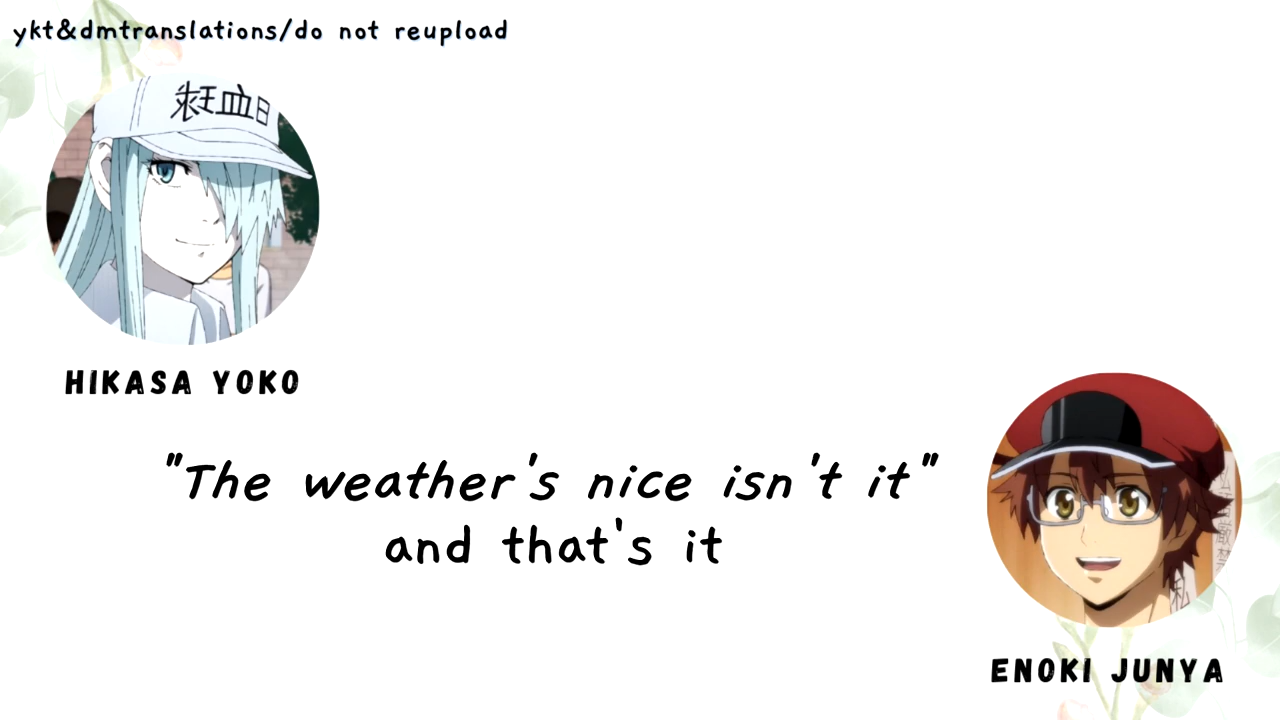 ykt&dmtranslations/do not reupload
HIKASA YOKO
"The weather's nice isn't it"
and that's it
ENOKI JUNYA